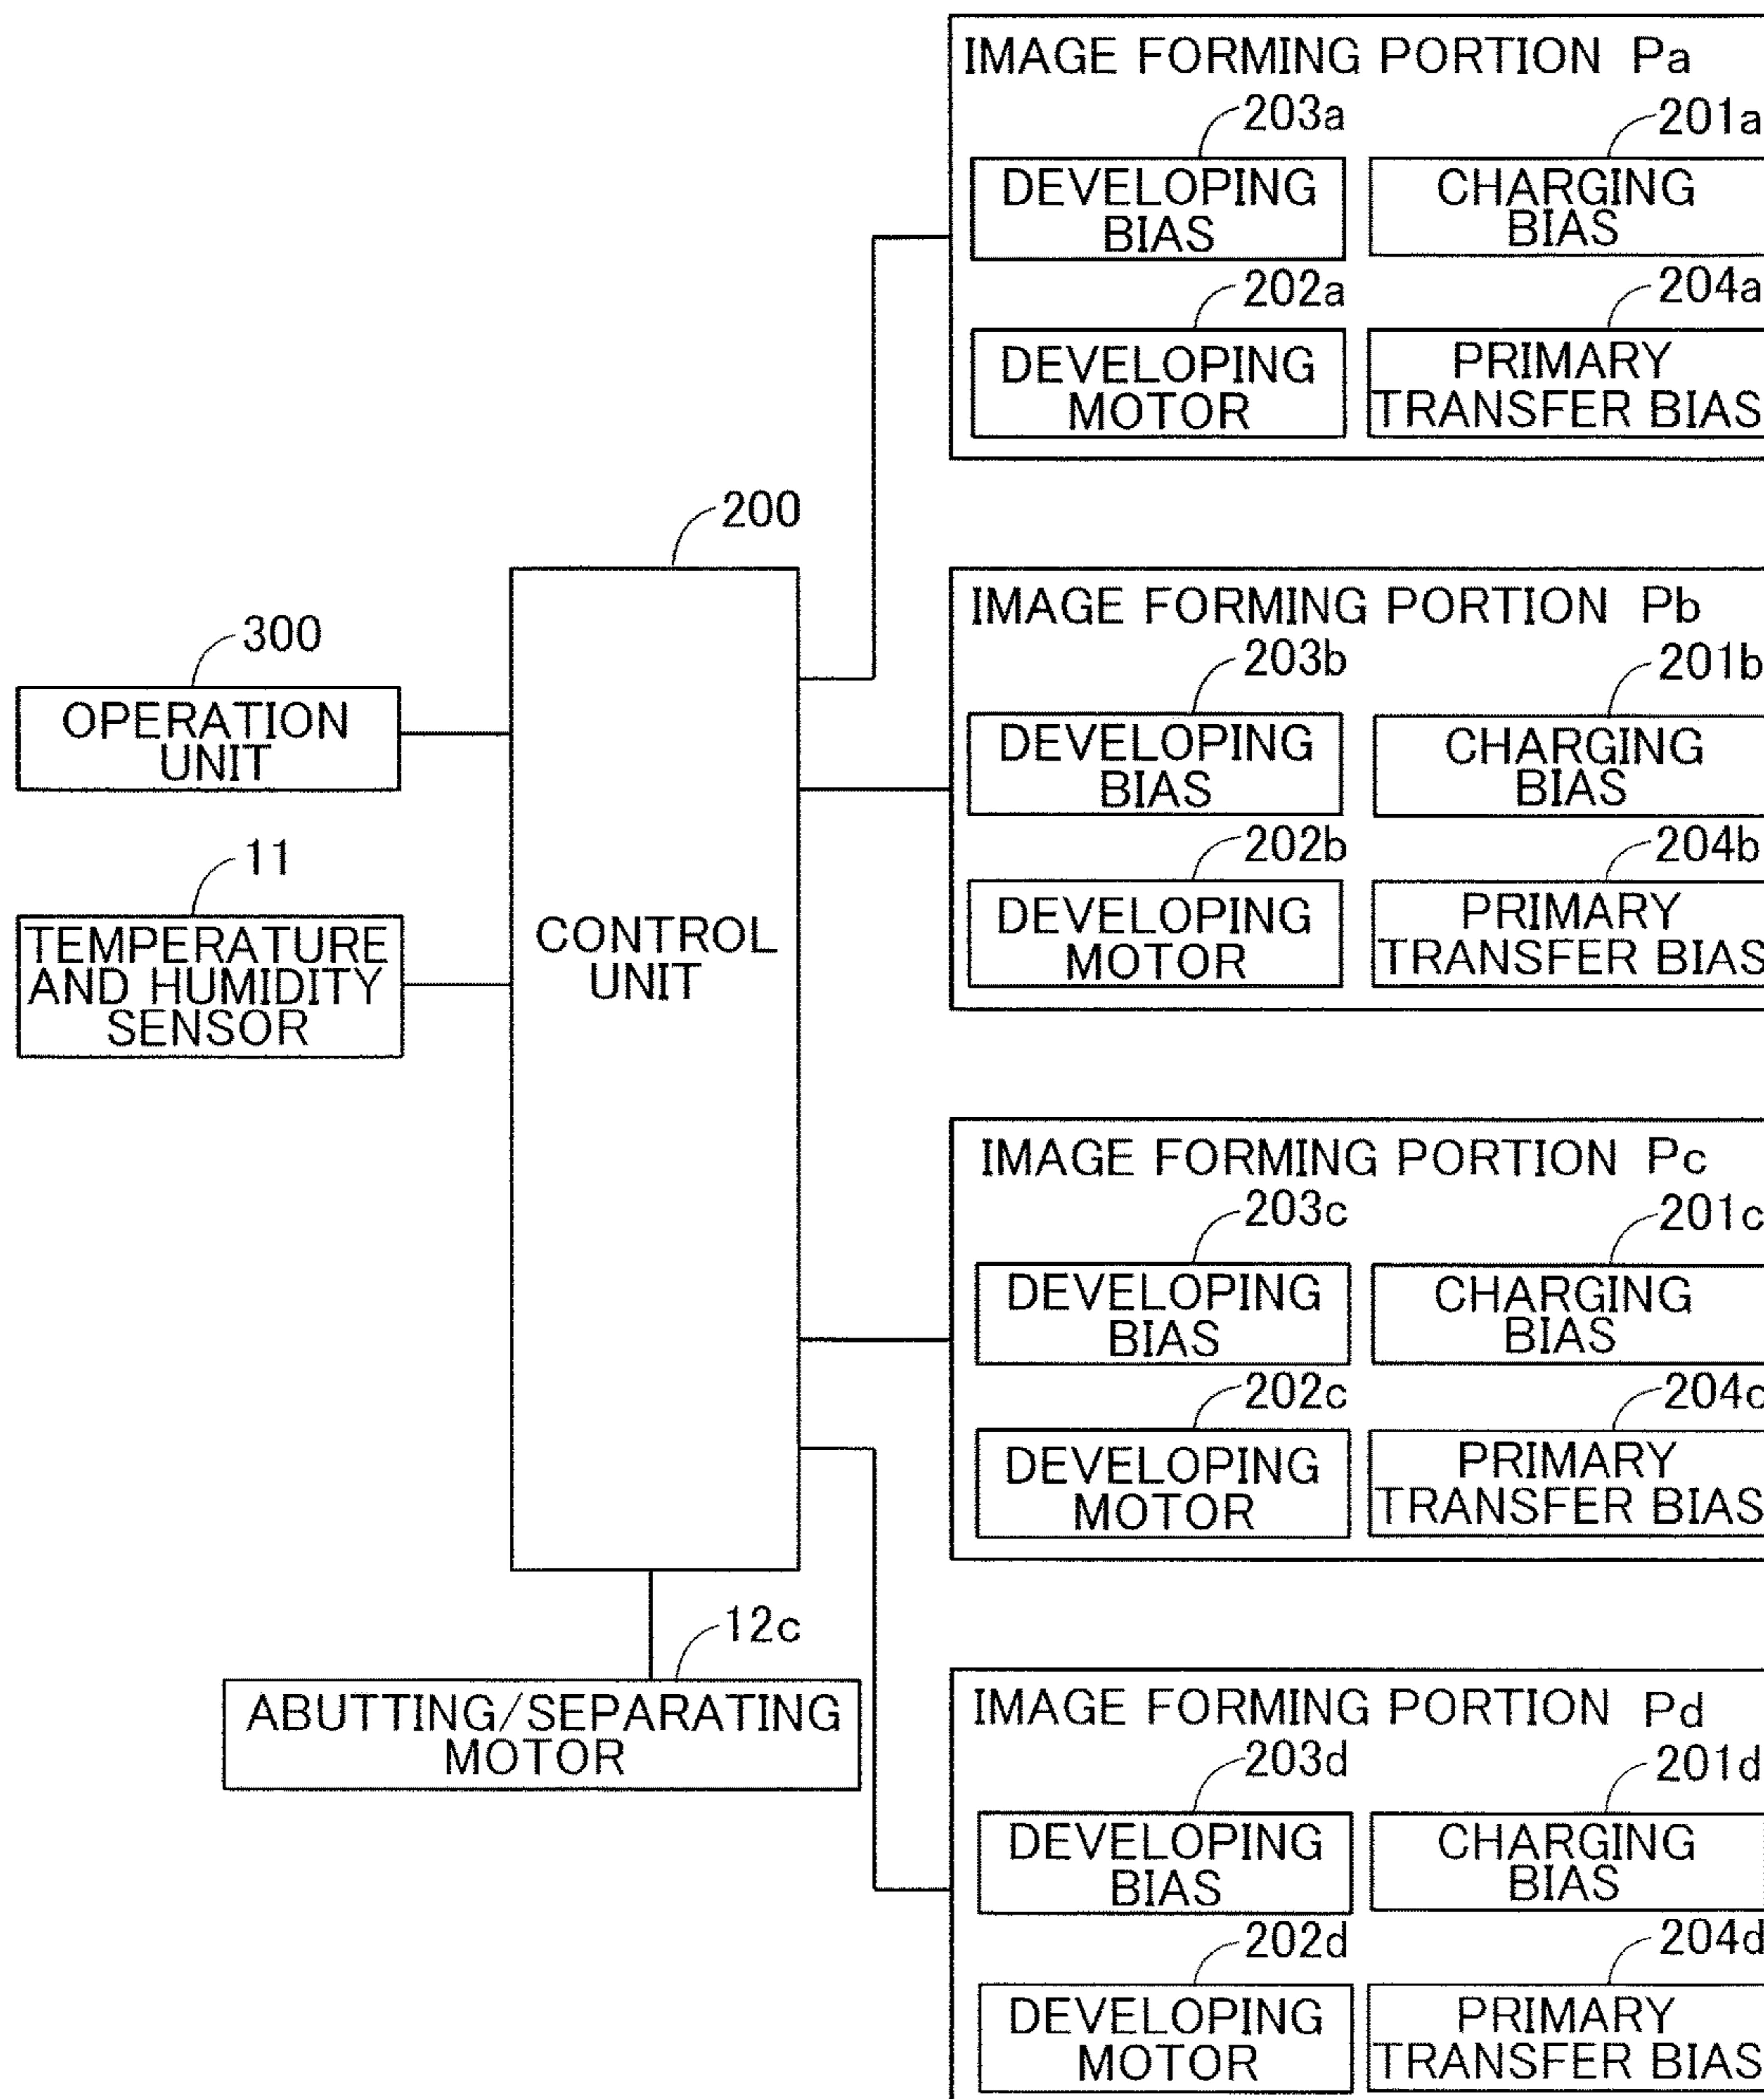 IMAGE FORMING PORTION Pa
203a
201a
DEVELOPING
BIAS
CHARGING
BIAS
202a
204a
DEVELOPING
MOTOR
PRIMARY
TRANSFER BIAS
200
CONTROL
UNIT
300
OPERATION
UNIT
11
TEMPERATURE
AND HUMIDITY
SENSOR
12c
ABUTTING/SEPARATING
MOTOR
IMAGE FORMING PORTION Pb
203b
201b
DEVELOPING
BIAS
CHARGING
BIAS
202b
204b
DEVELOPING
MOTOR
PRIMARY
TRANSFER BIAS
IMAGE FORMING PORTION Pc
203c
201c
DEVELOPING
BIAS
CHARGING
BIAS
202c
204c
DEVELOPING
MOTOR
PRIMARY
TRANSFER BIAS
IMAGE FORMING PORTION Pd
203d
201d
DEVELOPING
BIAS
CHARGING
BIAS
202d
204d
DEVELOPING
MOTOR
PRIMARY
TRANSFER BIAS